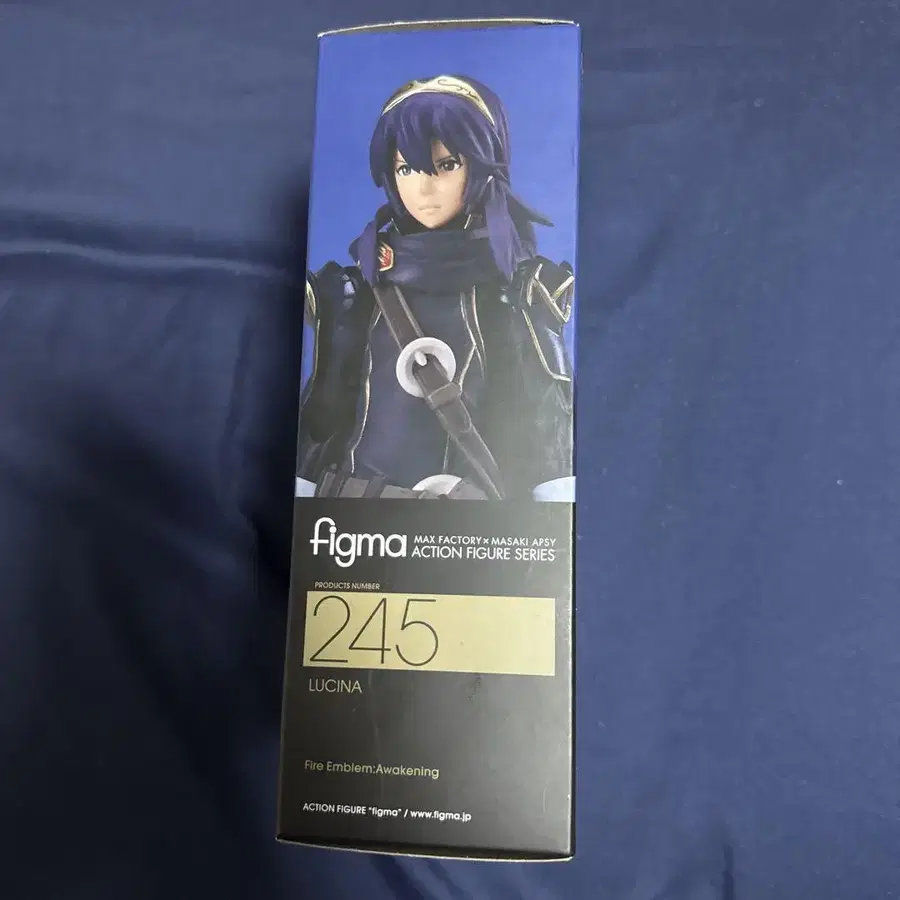 figma MAX FACTORY×MASAKI APSY
ACTION FIGURE SERIES
PRODUCTS NUMBER
245
LUCINA
Fire Emblem:Awakening
ACTION FIGURE "figma" / www.figma.jp